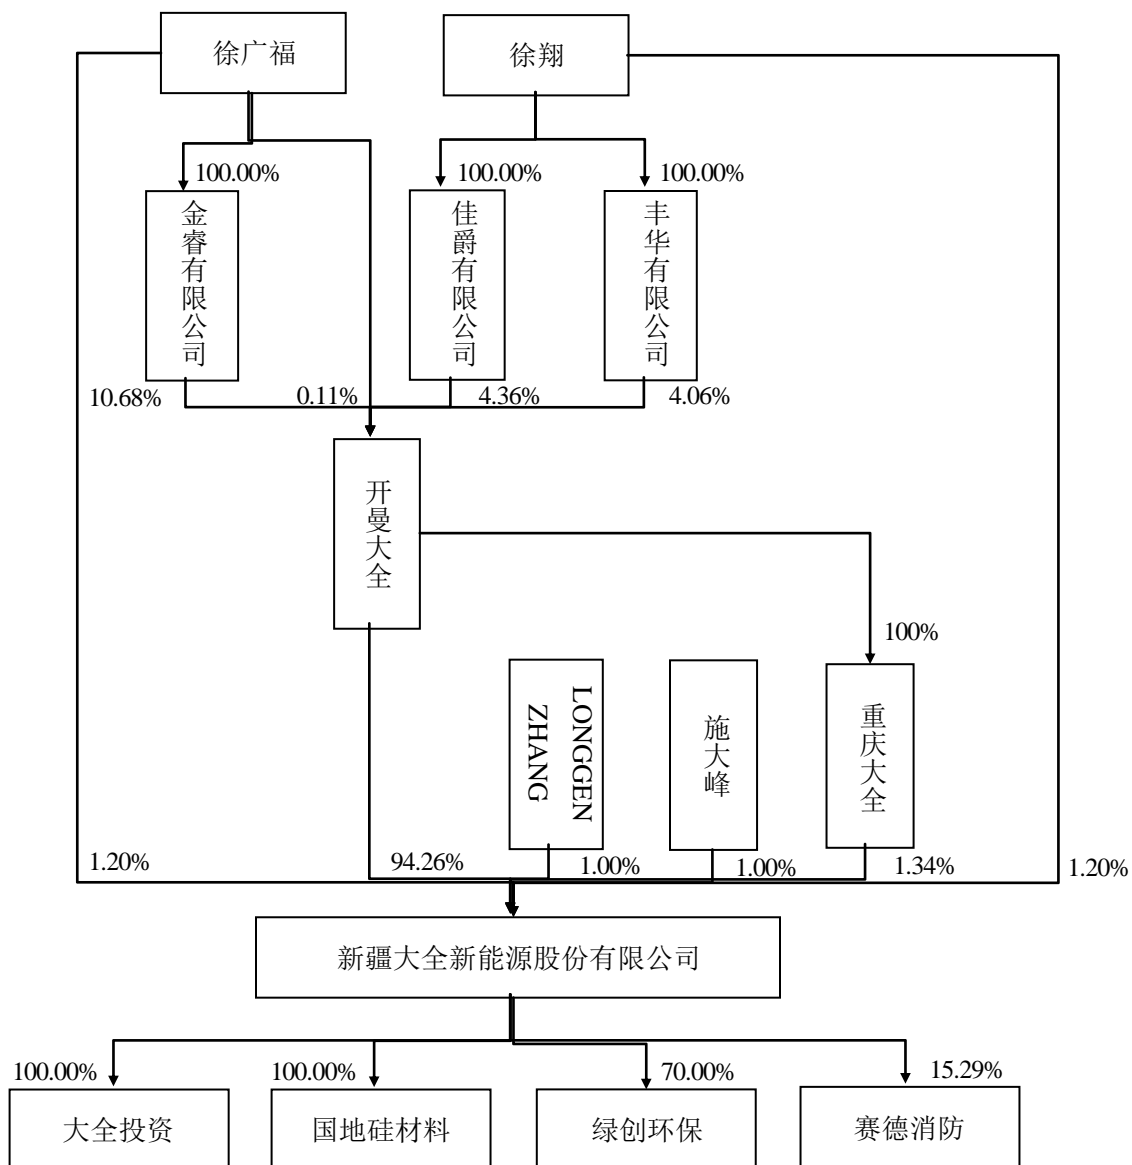 徐广福
徐翔
100.00%
100.00%
100.00%
金睿有限公司
佳爵有限公司
丰华有限公司
10.68%
0.11%
4.36%
4.06%
开曼大全
100%
LONGGEN
ZHANG
施大峰
重庆大全
1.20%
94.26%
1.00%
1.00%
1.34%
1.20%
新疆大全新能源股份有限公司
100.00%
100.00%
70.00%
15.29%
大全投资
国地硅材料
绿创环保
赛德消防